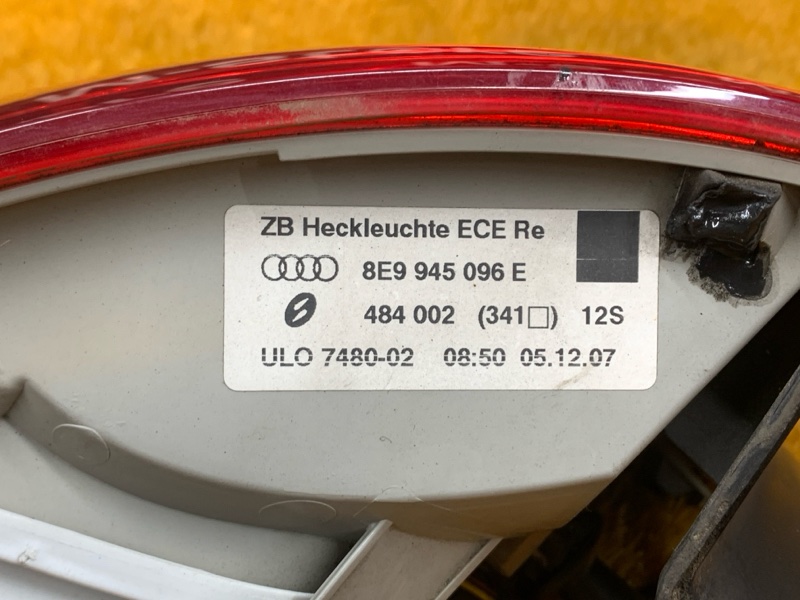 ZB Heckleuchte ECE Re
8E9 945 096 E
484 002 (341□) 12S
ULO 7480-02 08:50 05.12.07